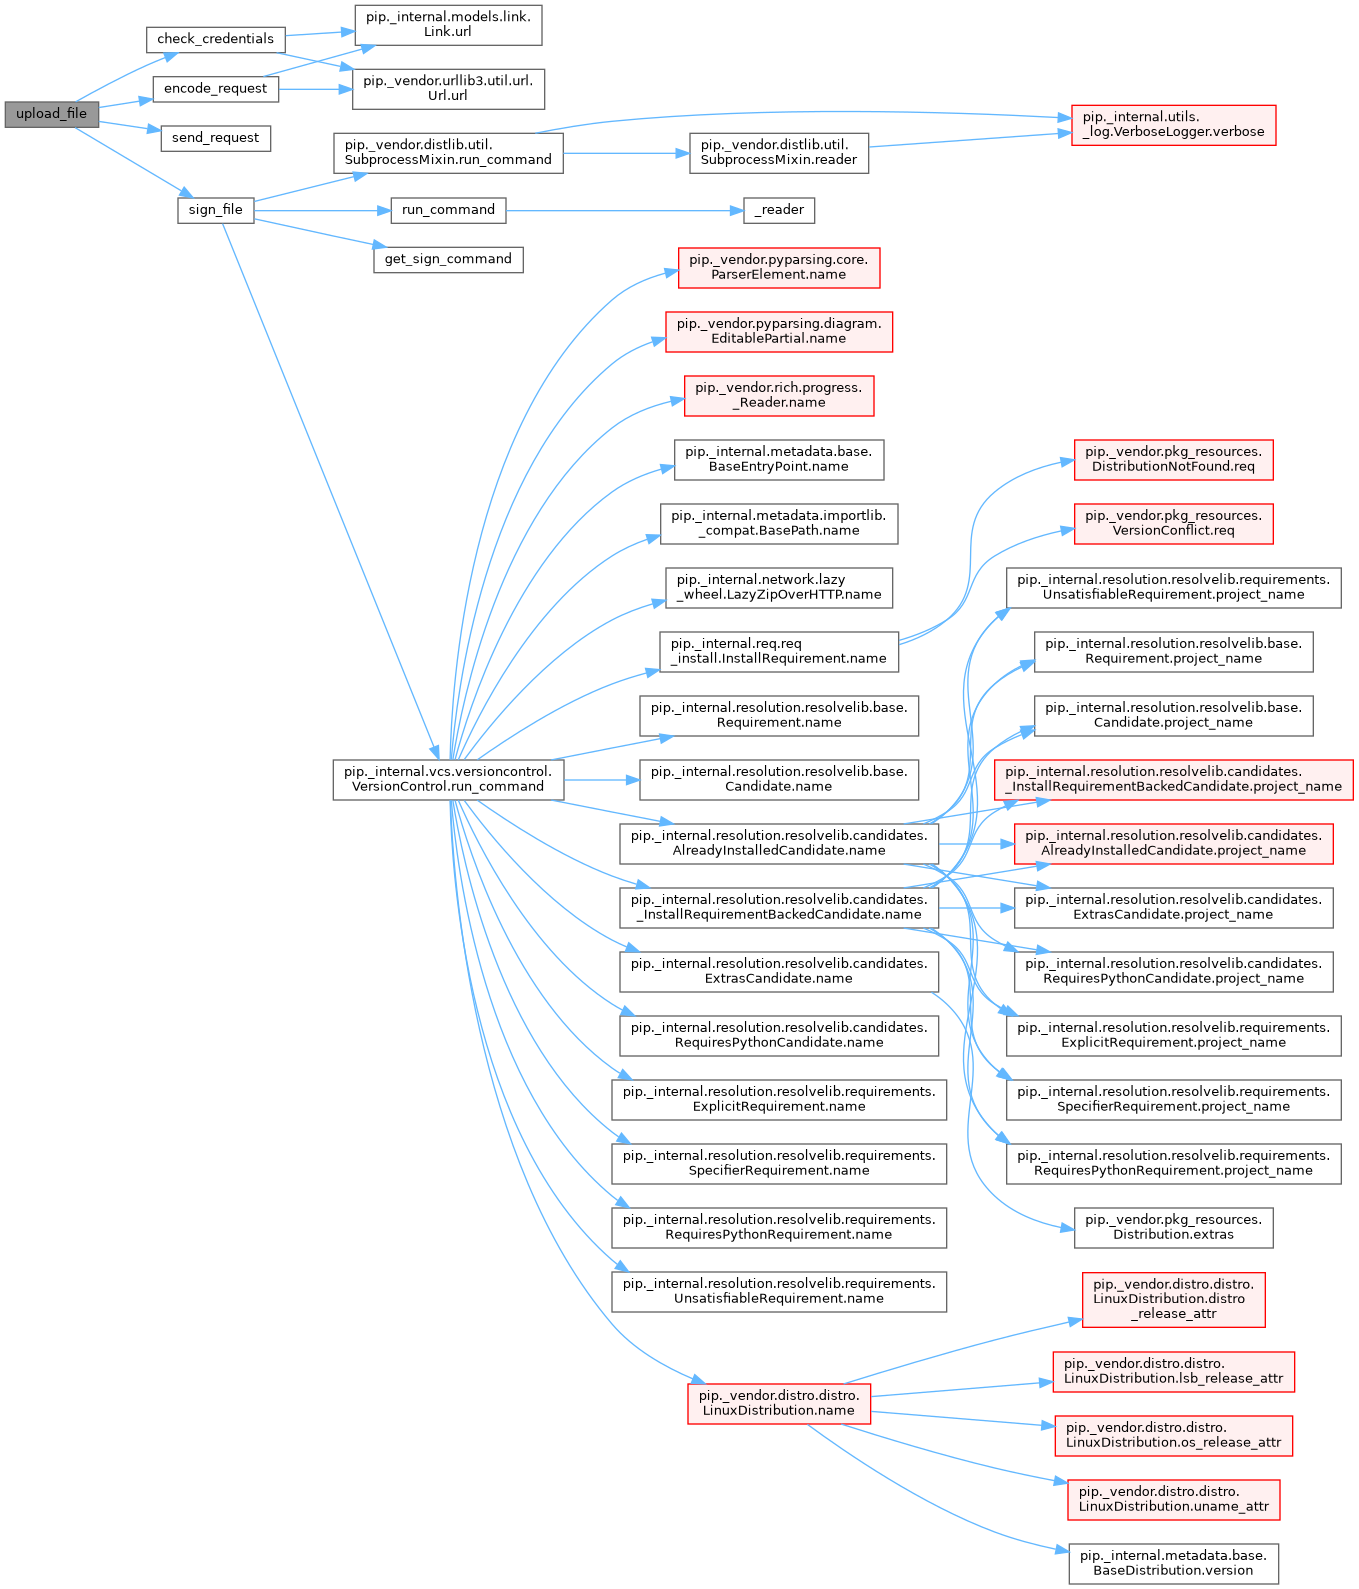 upload_file
check_credentials
encode_request
send_request
sign_file
pip._internal.models.link.
Link.url
pip._vendor.urllib3.util.url.
Url.url
pip._vendor.distlib.util.
SubprocessMixin.run_command
run_command
get_sign_command
pip._internal.vcs.versioncontrol.
VersionControl.run_command
pip._vendor.distlib.util.
SubprocessMixin.reader
_reader
pip._vendor.pyparsing.core.
ParserElement.name
pip._vendor.pyparsing.diagram.
EditablePartial.name
pip._vendor.rich.progress.
_Reader.name
pip._internal.metadata.base.
BaseEntryPoint.name
pip._internal.metadata.importlib.
_compat.BasePath.name
pip._internal.network.lazy
_wheel.LazyZipOverHTTP.name
pip._internal.req.req
_install.InstallRequirement.name
pip._internal.resolution.resolvelib.base.
Requirement.name
pip._internal.resolution.resolvelib.base.
Candidate.name
pip._internal.resolution.resolvelib.candidates.
AlreadyInstalledCandidate.name
pip._internal.resolution.resolvelib.candidates.
_InstallRequirementBackedCandidate.name
pip._internal.resolution.resolvelib.candidates.
ExtrasCandidate.name
pip._internal.resolution.resolvelib.candidates.
RequiresPythonCandidate.name
pip._internal.resolution.resolvelib.requirements.
ExplicitRequirement.name
pip._internal.resolution.resolvelib.requirements.
SpecifierRequirement.name
pip._internal.resolution.resolvelib.requirements.
RequiresPythonRequirement.name
pip._internal.resolution.resolvelib.requirements.
UnsatisfiableRequirement.name
pip._vendor.distro.distro.
LinuxDistribution.name
pip._internal.utils.
_log.VerboseLogger.verbose
pip._vendor.pkg_resources.
DistributionNotFound.req
pip._vendor.pkg_resources.
VersionConflict.req
pip._internal.resolution.resolvelib.requirements.
UnsatisfiableRequirement.project_name
pip._internal.resolution.resolvelib.base.
Requirement.project_name
pip._internal.resolution.resolvelib.base.
Candidate.project_name
pip._internal.resolution.resolvelib.candidates.
_InstallRequirementBackedCandidate.project_name
pip._internal.resolution.resolvelib.candidates.
AlreadyInstalledCandidate.project_name
pip._internal.resolution.resolvelib.candidates.
ExtrasCandidate.project_name
pip._internal.resolution.resolvelib.candidates.
RequiresPythonCandidate.project_name
pip._internal.resolution.resolvelib.requirements.
ExplicitRequirement.project_name
pip._internal.resolution.resolvelib.requirements.
SpecifierRequirement.project_name
pip._internal.resolution.resolvelib.requirements.
RequiresPythonRequirement.project_name
pip._vendor.pkg_resources.
Distribution.extras
pip._vendor.distro.distro.
LinuxDistribution.distro
_release_attr
pip._vendor.distro.distro.
LinuxDistribution.lsb_release_attr
pip._vendor.distro.distro.
LinuxDistribution.os_release_attr
pip._vendor.distro.distro.
LinuxDistribution.uname_attr
pip._internal.metadata.base.
BaseDistribution.version